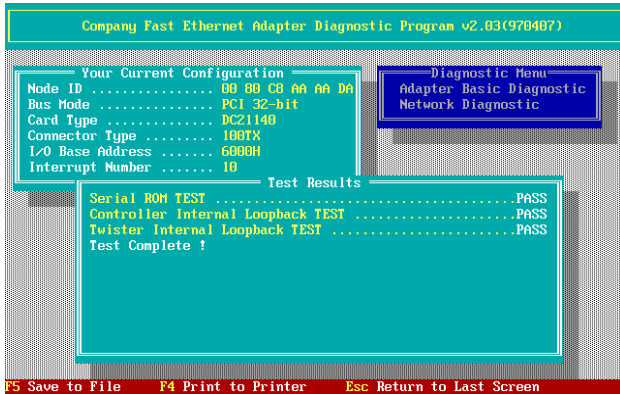 Company Fast Ethernet Adapter Diagnostic Program v2.03(970407)
Your Current Configuration
Node ID ................ 00 80 C8 AA AA DA
Bus Mode ............... PCI 32-bit
Card Type .............. DC21140
Connector Type ......... 100TX
I/O Base Address ....... 6000H
Interrupt Number ....... 10
Diagnostic Menu
Adapter Basic Diagnostic
Network Diagnostic
Test Results
Serial ROM TEST .......................................PASS
Controller Internal Loopback TEST .....................PASS
Twister Internal Loopback TEST ........................PASS
Test Complete !
F5 Save to File F4 Print to Printer Esc Return to Last Screen